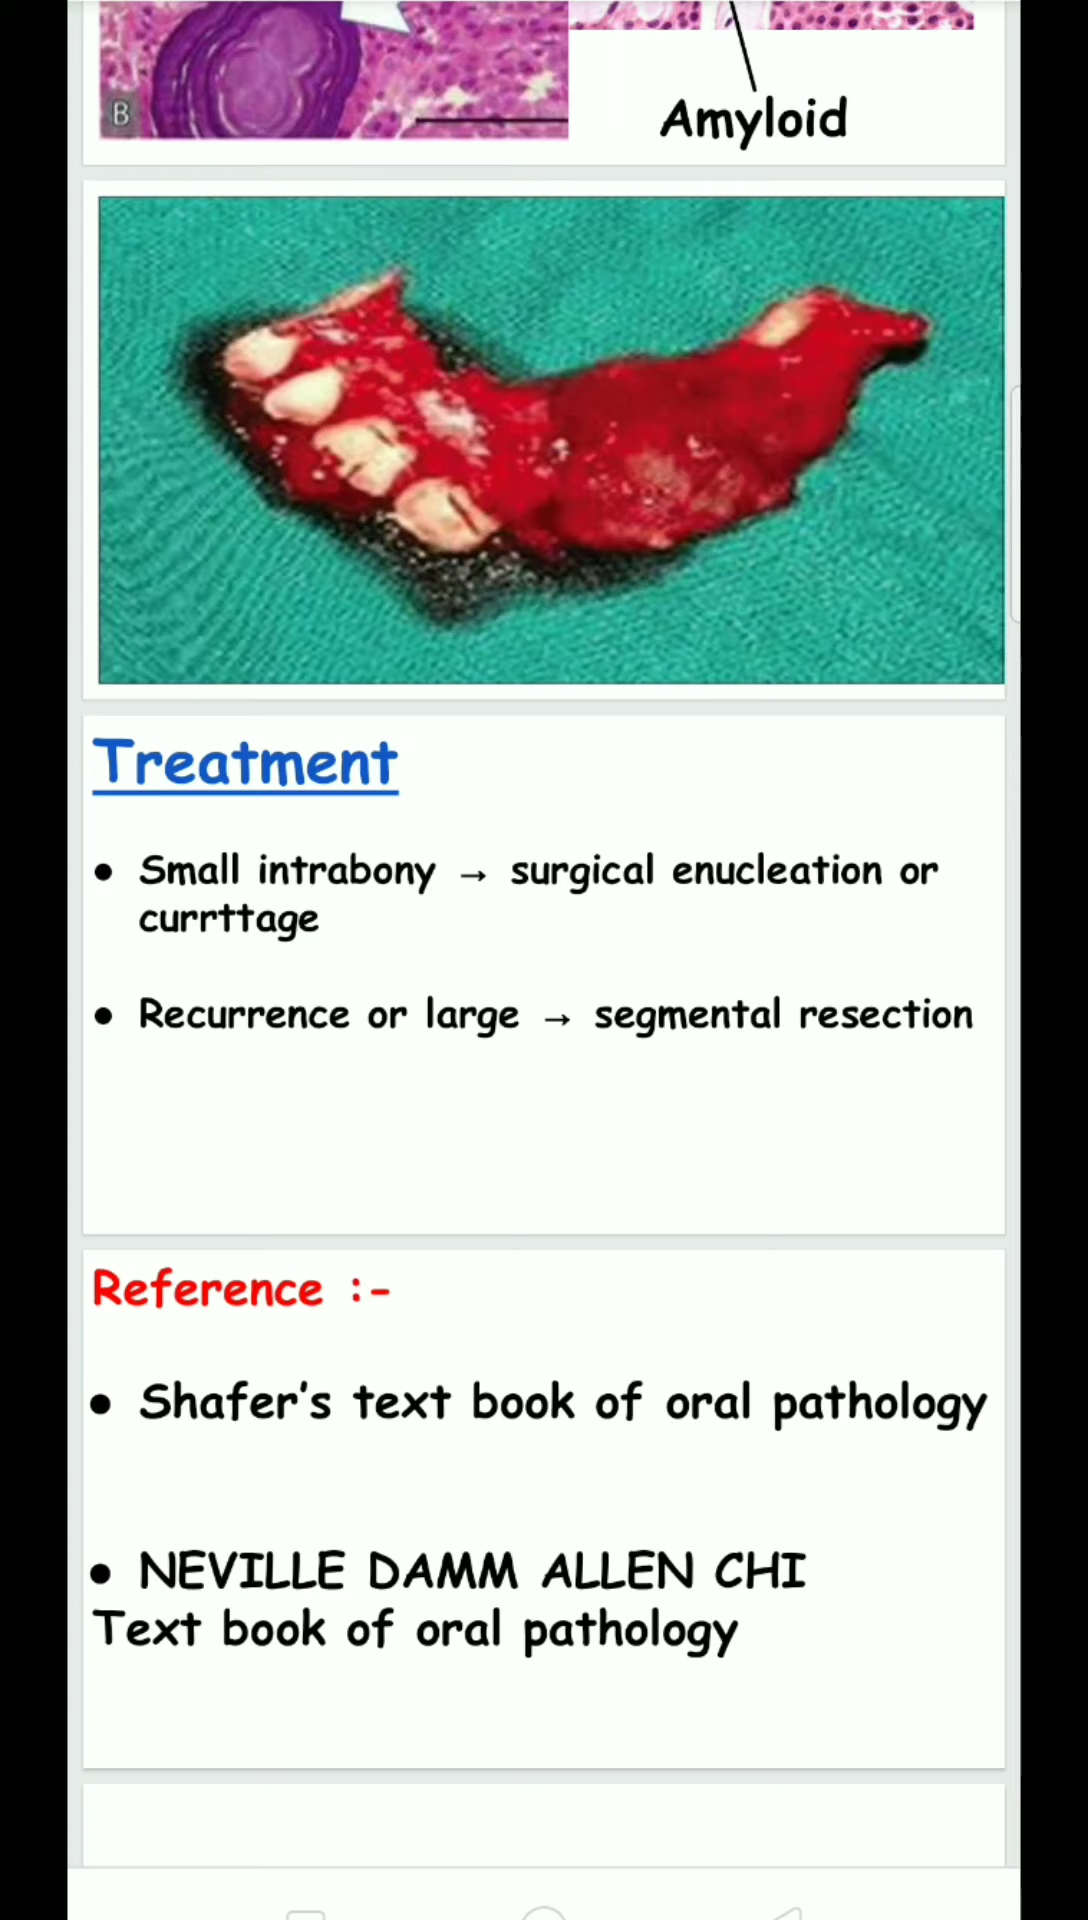 B
Amyloid
Treatment
● Small intrabony → surgical enucleation or
currttage
● Recurrence or large → segmental resection
Reference :-
● Shafer's text book of oral pathology
● NEVILLE DAMM ALLEN CHI
Text book of oral pathology